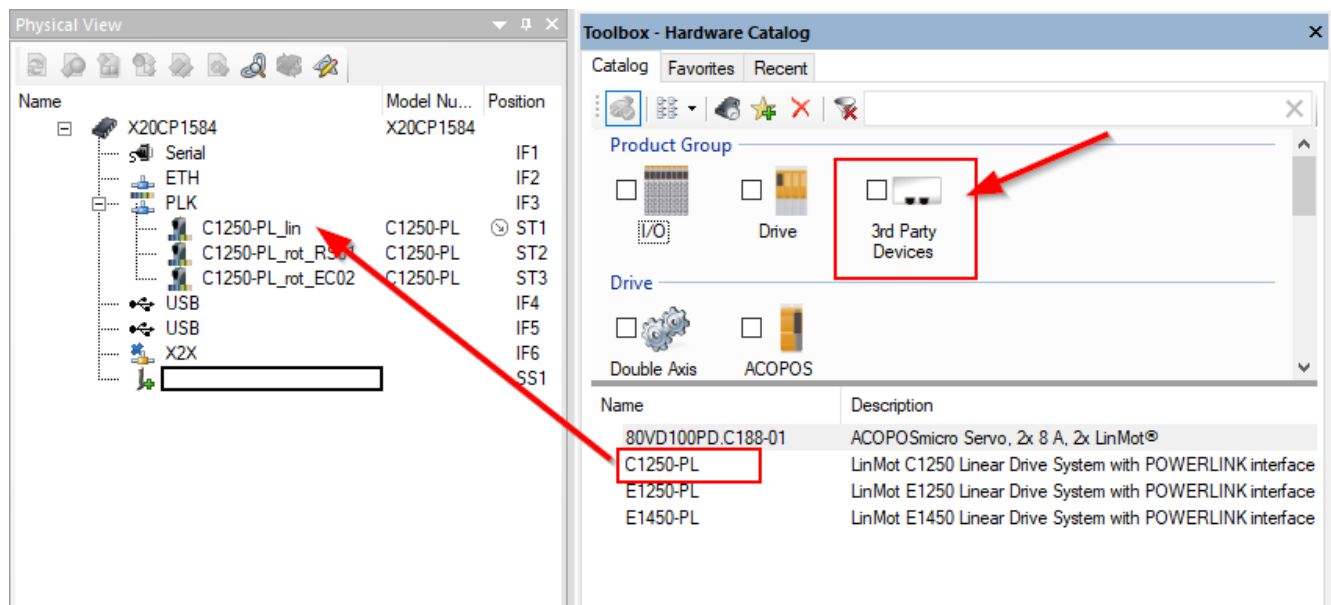 Physical View
Name Model Nu... Position
X20CP1584 X20CP1584
Serial IF1
ETH IF2
PLK IF3
C1250-PL_lin C1250-PL ST1
C1250-PL_rot_RS01 C1250-PL ST2
C1250-PL_rot_EC02 C1250-PL ST3
USB IF4
USB IF5
X2X IF6
SS1
Toolbox - Hardware Catalog
Catalog Favorites Recent
Product Group
I/O Drive 3rd Party
Devices
Drive
Double Axis ACOPOS
Name Description
80VD100PD.C188-01 ACOPOSmicro Servo, 2x 8 A, 2x LinMot®
C1250-PL LinMot C1250 Linear Drive System with POWERLINK interface
E1250-PL LinMot E1250 Linear Drive System with POWERLINK interface
E1450-PL LinMot E1450 Linear Drive System with POWERLINK interface